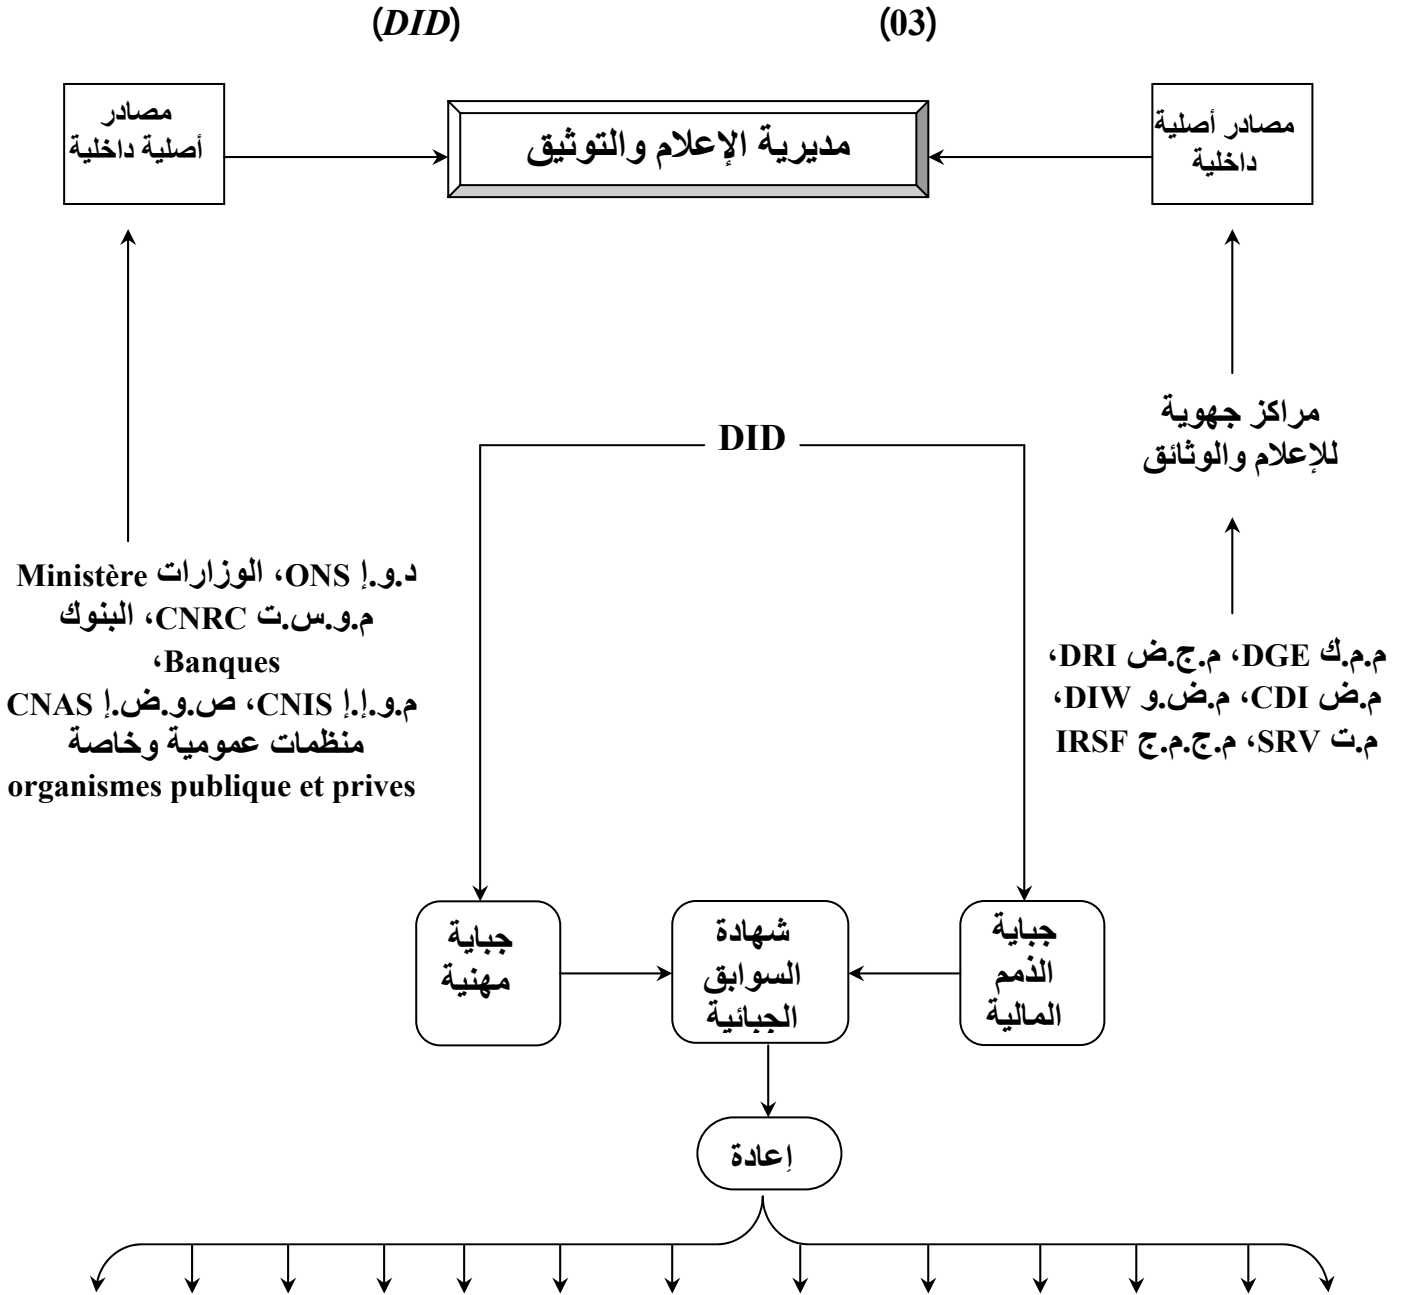 (03) (DID)
مصادر أصلية
داخلية
مديرية الإعلام والتوثيق
مصادر
أصلية داخلية
مراكز جهوية
للإعلام والوثائق
DID
م.م.ك DGE، م.ج.ض DRI،
م.ض CDI، م.ض.و DIW،
م.ت SRV، م.ج.م.ج IRSF
د.و.إ ONS، الوزارات Ministère
م.و.س.ت CNRC، البنوك
Banques،
م.و.إ.إ CNIS، ص.و.ض.إ CNAS
منظمات عمومية وخاصة
organismes publique et prives
جباية
الذمم
المالية
شهادة
السوابق
الجبائية
جباية
مهنية
إعادة